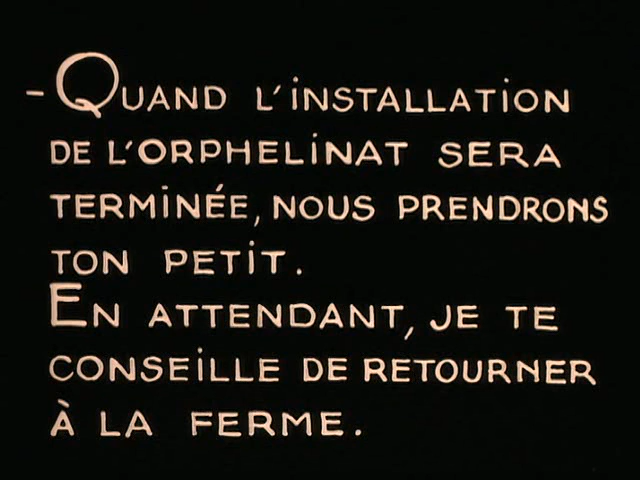 - QUAND L'INSTALLATION
DE L'ORPHELINAT SERA
TERMINÉE, NOUS PRENDRONS
TON PETIT.
EN ATTENDANT, JE TE
CONSEILLE DE RETOURNER
À LA FERME.